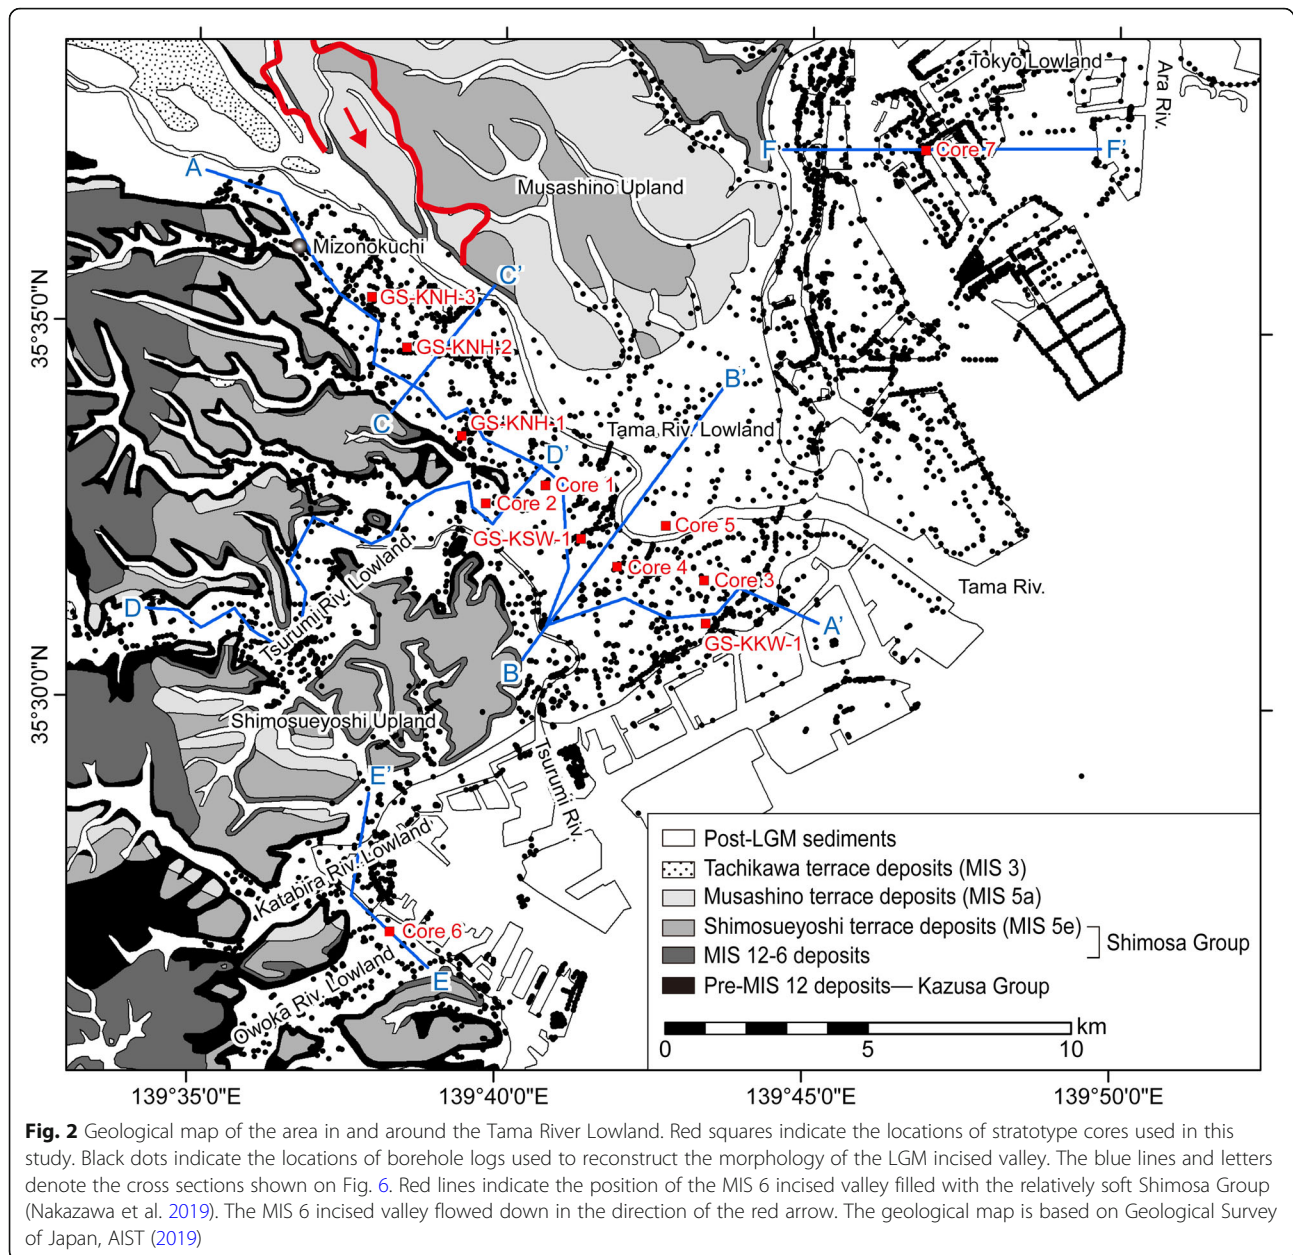 Tokyo Lowland
Ara Riv.
A
F
Core 7
F'
Musashino Upland
Mizonokuchi
C'
35°35'0"N
GS-KNH-3
GS-KNH-2
B'
C
GS-KNH-1
Tama Riv. Lowland
D'
Core 1
Core 2
Core 5
GS-KSW-1
Core 4
Core 3
Tama Riv.
D
Tsurumi Riv. Lowland
A'
GS-KKW-1
B
35°30'0"N
Shimosueyoshi Upland
E'
Tsurumi Riv.
Katabira Riv. Lowland
Core 6
E
Owoka Riv. Lowland
Post-LGM sediments
Tachikawa terrace deposits (MIS 3)
Musashino terrace deposits (MIS 5a)
Shimosueyoshi terrace deposits (MIS 5e)
Shimosa Group
MIS 12-6 deposits
Pre-MIS 12 deposits— Kazusa Group
km
0 5 10
139°35'0"E 139°40'0"E 139°45'0"E 139°50'0"E
Fig. 2 Geological map of the area in and around the Tama River Lowland. Red squares indicate the locations of stratotype cores used in this
study. Black dots indicate the locations of borehole logs used to reconstruct the morphology of the LGM incised valley. The blue lines and letters
denote the cross sections shown on Fig. 6. Red lines indicate the position of the MIS 6 incised valley filled with the relatively soft Shimosa Group
(Nakazawa et al. 2019). The MIS 6 incised valley flowed down in the direction of the red arrow. The geological map is based on Geological Survey
of Japan, AIST (2019)